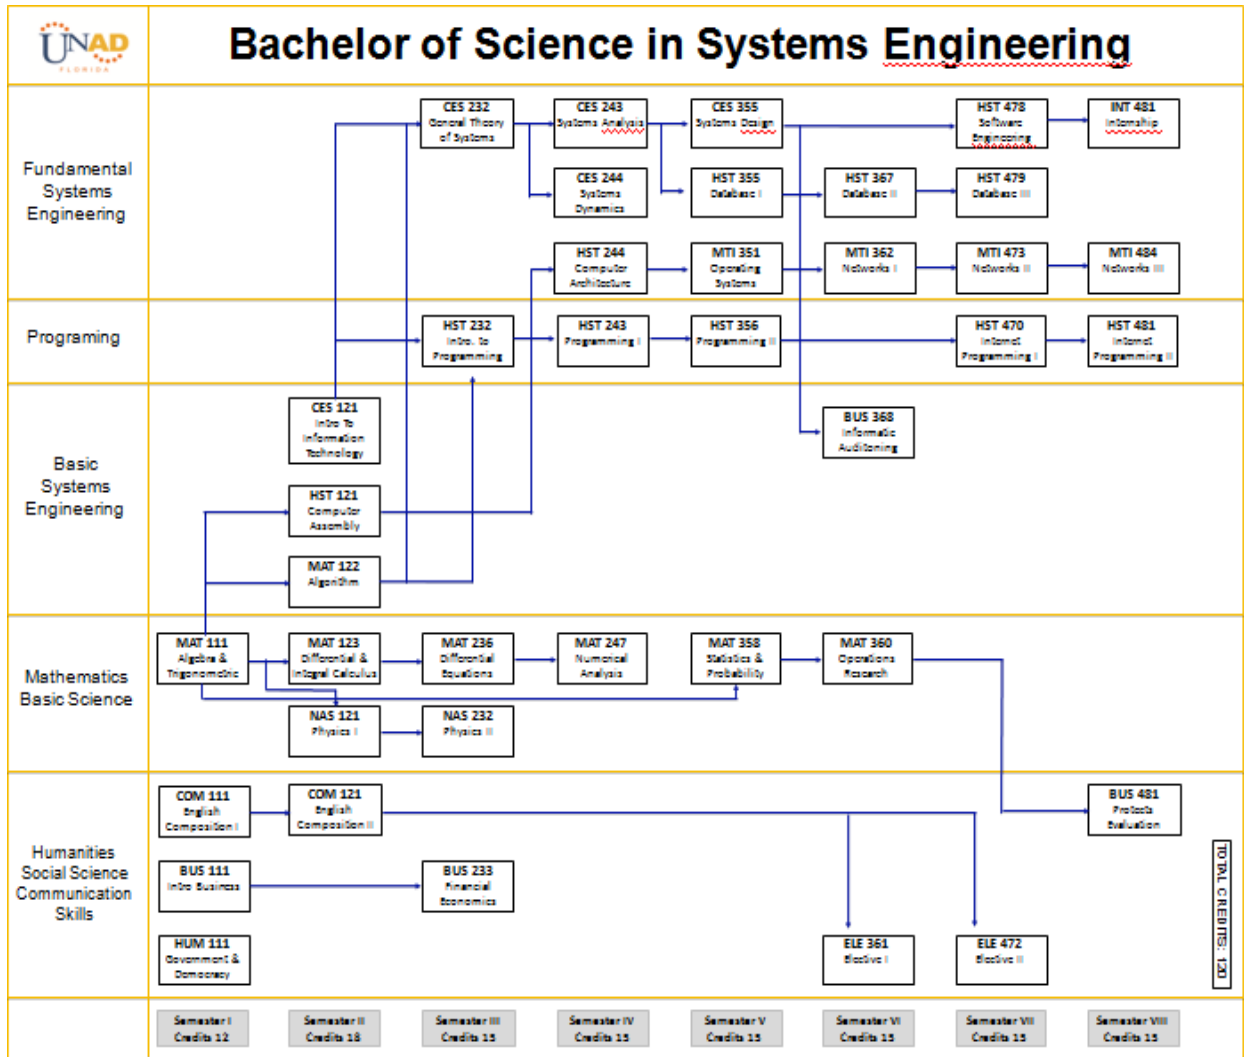 UNAD
FLORIDA
Bachelor of Science in Systems Engineering
Fundamental
Systems
Engineering
CES 232
General Theory
of Systems
CES 243
Systems Analysis
CES 355
Systems Design
HST 478
Software
Engineering
INT 481
Internship
CES 244
Systems
Dynamics
HST 355
Database I
HST 367
Database II
HST 479
Database III
HST 244
Computer
Architecture
MTI 351
Operating
Systems
MTI 362
Networks I
MTI 473
Networks II
MTI 484
Networks III
Programing
HST 232
Intro. to
Programming
HST 243
Programming I
HST 356
Programming II
HST 470
Internet
Programming I
HST 481
Internet
Programming II
Basic
Systems
Engineering
CES 121
Intro To
Information
Technology
BUS 368
Informatic
Auditoning
HST 121
Computer
Assembly
MAT 122
Algorithm
Mathematics
Basic Science
MAT 111
Algebra &
Trigonometric
MAT 123
Differential &
Integral Calculus
MAT 236
Differential
Equations
MAT 247
Numerical
Analysis
MAT 358
Statistics &
Probability
MAT 360
Operations
Research
NAS 121
Physics I
NAS 232
Physics II
Humanities
Social Science
Communication
Skills
COM 111
English
Composition I
COM 121
English
Composition II
BUS 481
Protects
Evaluation
BUS 111
Intro Business
BUS 233
Financial
Economics
HUM 111
Government &
Democracy
ELE 361
Elective I
ELE 472
Elective II
TOTAL CREDITS: 120
Semester I
Credits 12
Semester II
Credits 18
Semester III
Credits 15
Semester IV
Credits 15
Semester V
Credits 15
Semester VI
Credits 15
Semester VII
Credits 15
Semester VIII
Credits 15